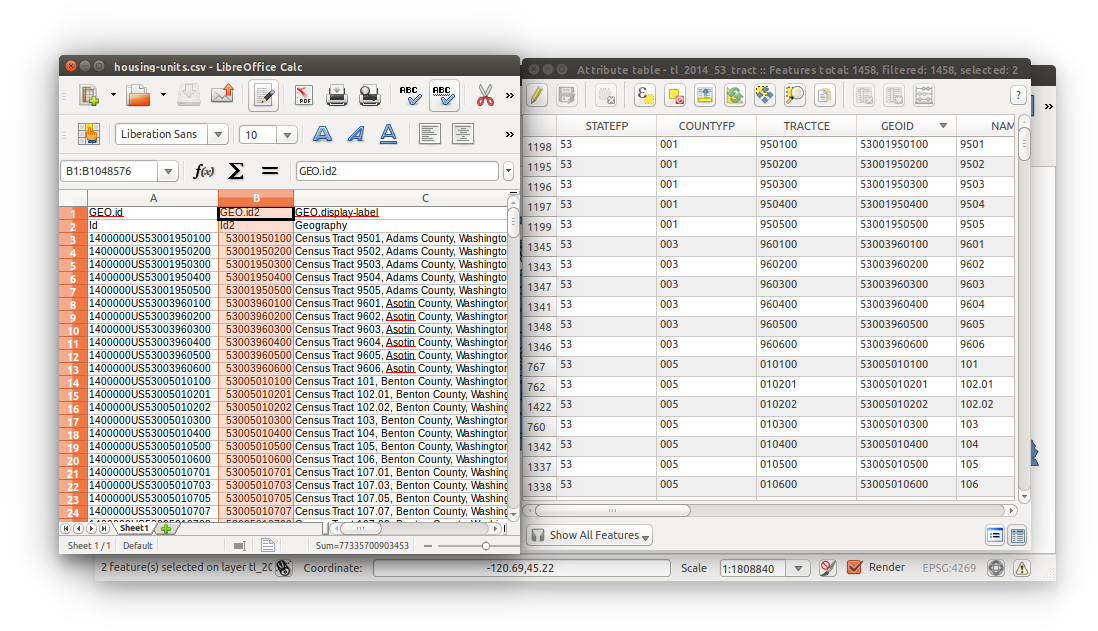 housing-units.csv - LibreOffice Calc
PDF
ABC ABC »
Liberation Sans 10 »
B1:B1048576 f(x) Σ = GEO.id2
A B C
1 GEO.id GEO.id2 GEO.display-label
2 Id Id2 Geography
3 1400000US53001950100 53001950100 Census Tract 9501, Adams County, Washington
4 1400000US53001950200 53001950200 Census Tract 9502, Adams County, Washington
5 1400000US53001950300 53001950300 Census Tract 9503, Adams County, Washington
6 1400000US53001950400 53001950400 Census Tract 9504, Adams County, Washington
7 1400000US53001950500 53001950500 Census Tract 9505, Adams County, Washington
8 1400000US53003960100 53003960100 Census Tract 9601, Asotin County, Washington
9 1400000US53003960200 53003960200 Census Tract 9602, Asotin County, Washington
10 1400000US53003960300 53003960300 Census Tract 9603, Asotin County, Washington
11 1400000US53003960400 53003960400 Census Tract 9604, Asotin County, Washington
12 1400000US53003960500 53003960500 Census Tract 9605, Asotin County, Washington
13 1400000US53003960600 53003960600 Census Tract 9606, Asotin County, Washington
14 1400000US53005010100 53005010100 Census Tract 101, Benton County, Washington
15 1400000US53005010201 53005010201 Census Tract 102.01, Benton County, Washing
16 1400000US53005010202 53005010202 Census Tract 102.02, Benton County, Washing
17 1400000US53005010300 53005010300 Census Tract 103, Benton County, Washington
18 1400000US53005010400 53005010400 Census Tract 104, Benton County, Washington
19 1400000US53005010500 53005010500 Census Tract 105, Benton County, Washington
20 1400000US53005010600 53005010600 Census Tract 106, Benton County, Washington
21 1400000US53005010701 53005010701 Census Tract 107.01, Benton County, Washing
22 1400000US53005010703 53005010703 Census Tract 107.03, Benton County, Washing
23 1400000US53005010705 53005010705 Census Tract 107.05, Benton County, Washing
24 1400000US53005010707 53005010707 Census Tract 107.07, Benton County, Washing
Sheet1
Sheet 1 / 1 Default Sum=77335700903453
Attribute table - tl_2014_53_tract :: Features total: 1458, filtered: 1458, selected: 2
? »
STATEFP COUNTYFP TRACTCE GEOID NAM
1198 53 001 950100 53001950100 9501
1195 53 001 950200 53001950200 9502
1196 53 001 950300 53001950300 9503
1197 53 001 950400 53001950400 9504
1199 53 001 950500 53001950500 9505
1345 53 003 960100 53003960100 9601
1343 53 003 960200 53003960200 9602
1347 53 003 960300 53003960300 9603
1341 53 003 960400 53003960400 9604
1348 53 003 960500 53003960500 9605
1346 53 003 960600 53003960600 9606
767 53 005 010100 53005010100 101
762 53 005 010201 53005010201 102.01
1422 53 005 010202 53005010202 102.02
760 53 005 010300 53005010300 103
1342 53 005 010400 53005010400 104
1337 53 005 010500 53005010500 105
1338 53 005 010600 53005010600 106
Show All Features
2 feature(s) selected on layer tl_20 Coordinate: -120.69,45.22 Scale 1:1808840 Render EPSG:4269